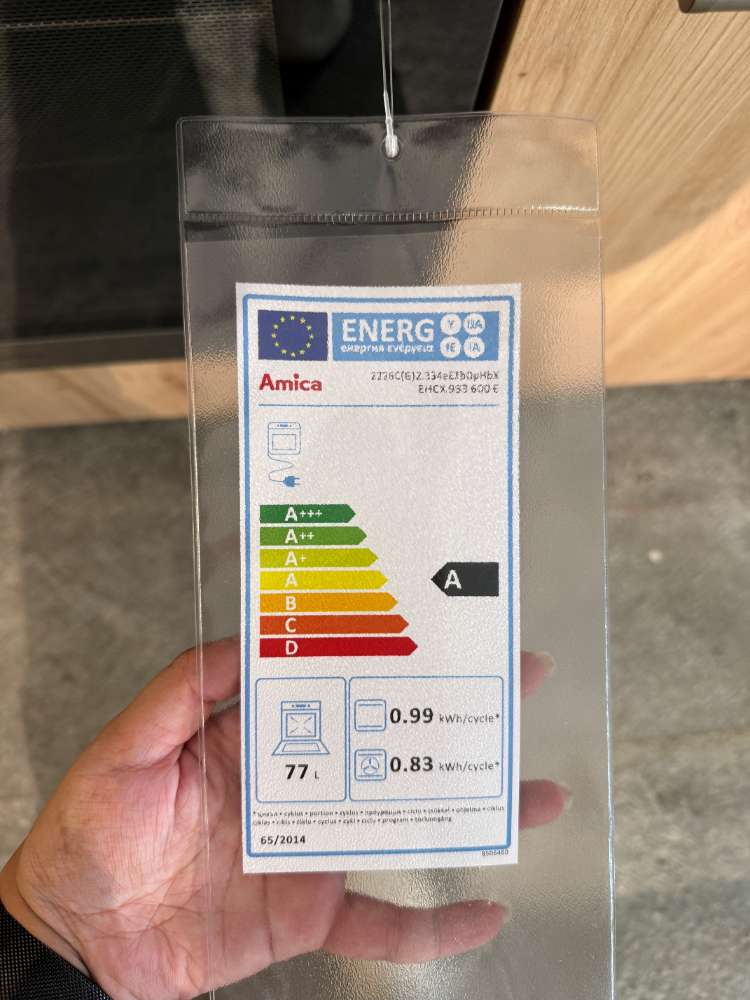 ENERG Y IJA
енергия ενέργεια IE IA
Amica
EHCX.933 600 E
A+++
A++
A+
A
B
C
D
A
77 L
0.99 kWh/cycle*
0.83 kWh/cycle*
65/2014